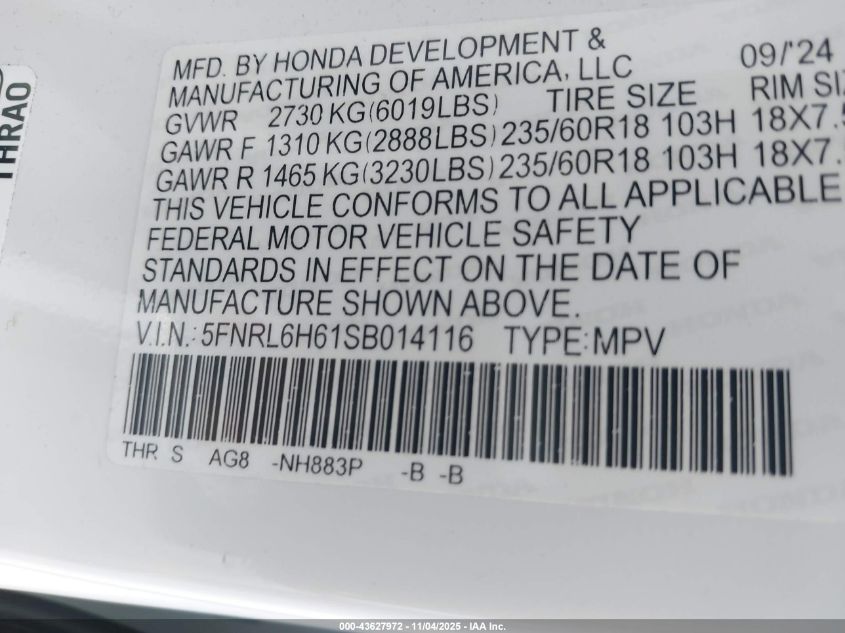 THRAO
MFD. BY HONDA DEVELOPMENT & 09/'24
MANUFACTURING OF AMERICA, LLC
GVWR 2730 KG(6019LBS) TIRE SIZE RIM
GAWR F 1310 KG(2888LBS) 235/60R18 103H 18X7.5
GAWR R 1465 KG(3230LBS) 235/60R18 103H 18X7.
THIS VEHICLE CONFORMS TO ALL APPLICABLE
FEDERAL MOTOR VEHICLE SAFETY
STANDARDS IN EFFECT ON THE DATE OF
MANUFACTURE SHOWN ABOVE.
V.I.N.: 5FNRL6H61SB014116 TYPE:MPV
THR S AG8 -NH883P -B -B
000-43627972 - 11/04/2025 - IAA Inc.